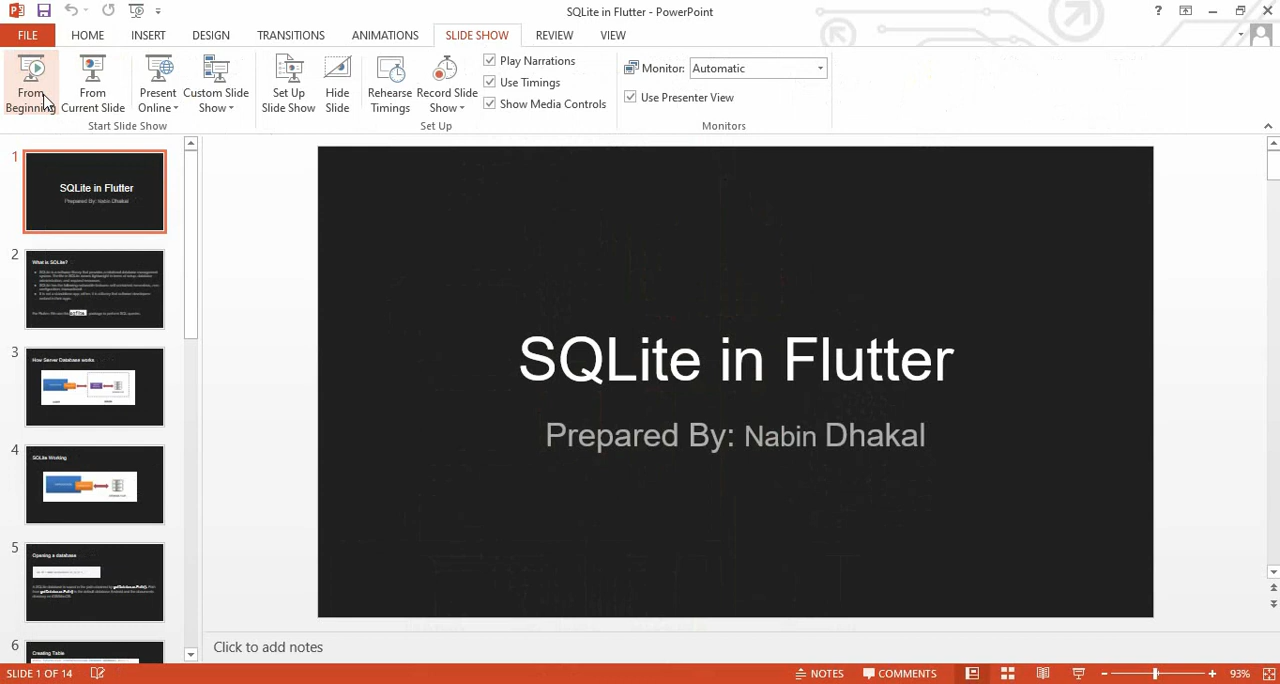 SQLite in Flutter - PowerPoint
FILE HOME INSERT DESIGN TRANSITIONS ANIMATIONS SLIDE SHOW REVIEW VIEW
From Beginning
From Current Slide
Present Online
Custom Slide Show
Set Up Slide Show
Hide Slide
Rehearse Timings
Record Slide Show
Play Narrations
Use Timings
Show Media Controls
Monitor: Automatic
Use Presenter View
Start Slide Show
Set Up
Monitors
1
SQLite in Flutter
Prepared By: Nabin Dhakal
2
What is SQLite?
3
How Server Database works
4
SQLite Working
5
Opening a database
6
Creating Table
SQLite in Flutter
Prepared By: Nabin Dhakal
Click to add notes
SLIDE 1 OF 14
NOTES
COMMENTS
93%